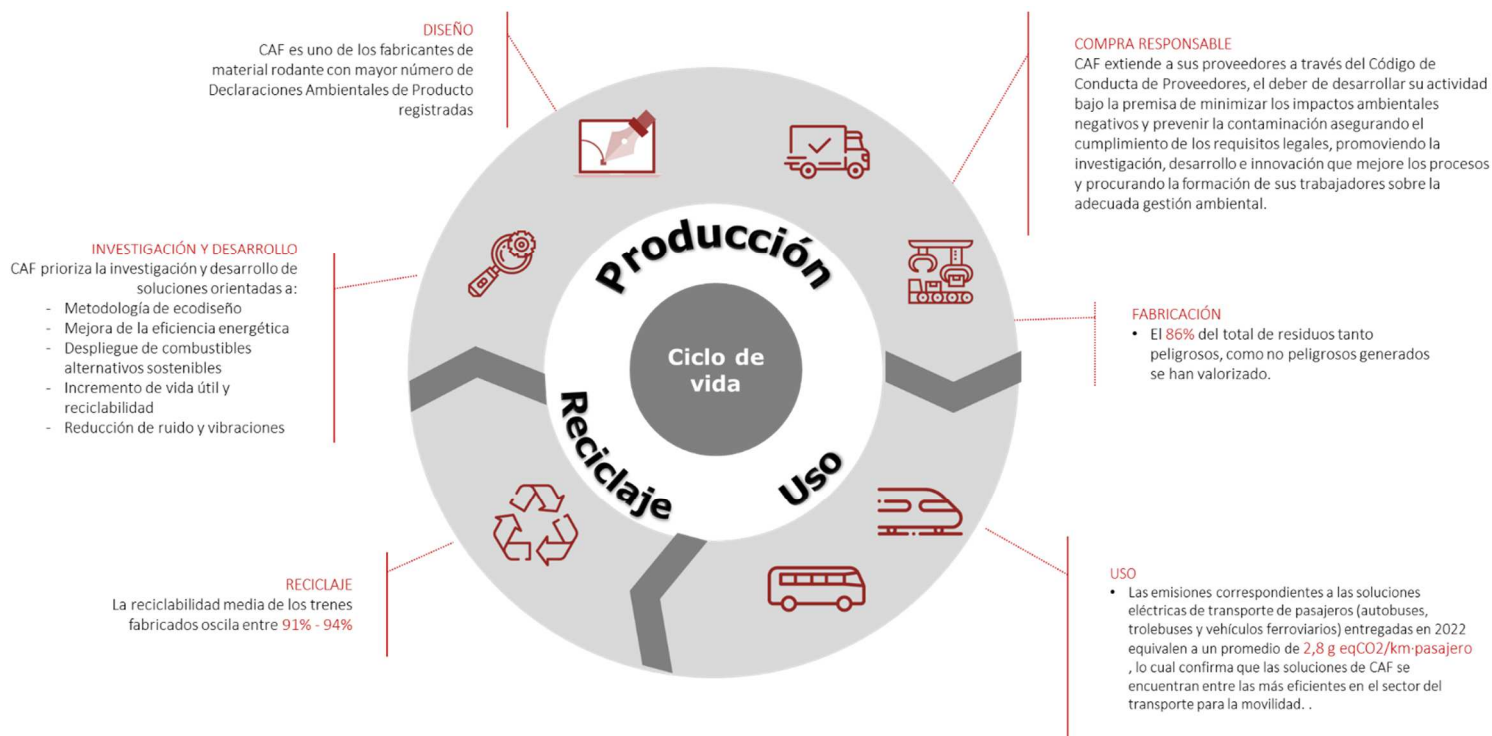 DISEÑO
CAF es uno de los fabricantes de
material rodante con mayor número de
Declaraciones Ambientales de Producto
registradas
COMPRA RESPONSABLE
CAF extiende a sus proveedores a través del Código de
Conducta de Proveedores, el deber de desarrollar su actividad
bajo la premisa de minimizar los impactos ambientales
negativos y prevenir la contaminación asegurando el
cumplimiento de los requisitos legales, promoviendo la
investigación, desarrollo e innovación que mejore los procesos
y procurando la formación de sus trabajadores sobre la
adecuada gestión ambiental.
INVESTIGACIÓN Y DESARROLLO
CAF prioriza la investigación y desarrollo de
soluciones orientadas a:
- Metodología de ecodiseño
- Mejora de la eficiencia energética
- Despliegue de combustibles
alternativos sostenibles
- Incremento de vida útil y
reciclabilidad
- Reducción de ruido y vibraciones
Producción
Ciclo de
vida
Reciclaje
Uso
FABRICACIÓN
• El 86% del total de residuos tanto
peligrosos, como no peligrosos generados
se han valorizado.
RECICLAJE
La reciclabilidad media de los trenes
fabricados oscila entre 91% - 94%
USO
• Las emisiones correspondientes a las soluciones
eléctricas de transporte de pasajeros (autobuses,
trolebuses y vehículos ferroviarios) entregadas en 2022
equivalen a un promedio de 2,8 g eqCO2/km·pasajero
, lo cual confirma que las soluciones de CAF se
encuentran entre las más eficientes en el sector del
transporte para la movilidad. .